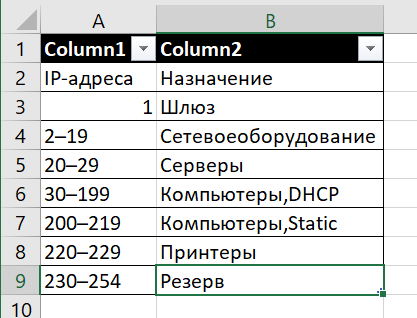 A B
1 Column1 Column2
2 IP-адреса Назначение
3 1 Шлюз
4 2–19 Сетевоеоборудование
5 20–29 Серверы
6 30–199 Компьютеры,DHCP
7 200–219 Компьютеры,Static
8 220–229 Принтеры
9 230–254 Резерв
10